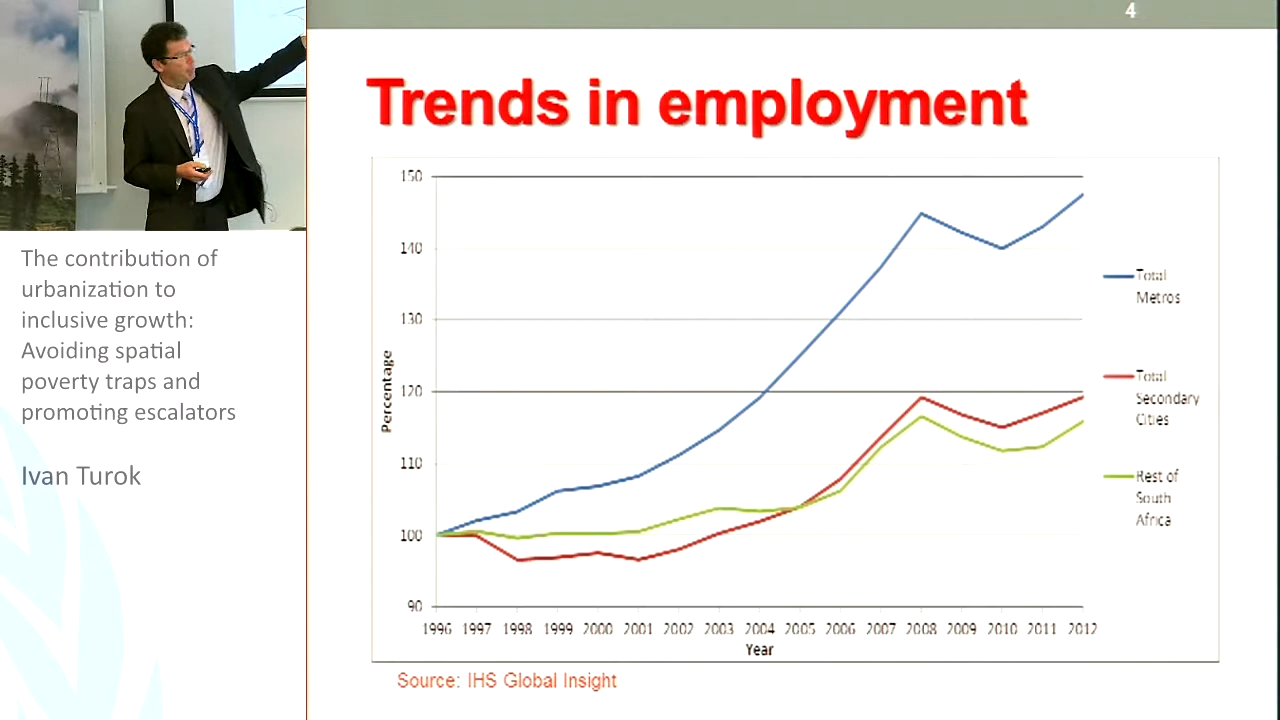 4
Trends in employment
The contribution of
urbanization to
inclusive growth:
Avoiding spatial
poverty traps and
promoting escalators
Ivan Turok
150
140
130
120
110
100
90
Percentage
1996 1997 1998 1999 2000 2001 2002 2003 2004 2005 2006 2007 2008 2009 2010 2011 2012
Year
Total
Metros
Total
Secondary
Cities
Rest of
South
Africa
Source: IHS Global Insight